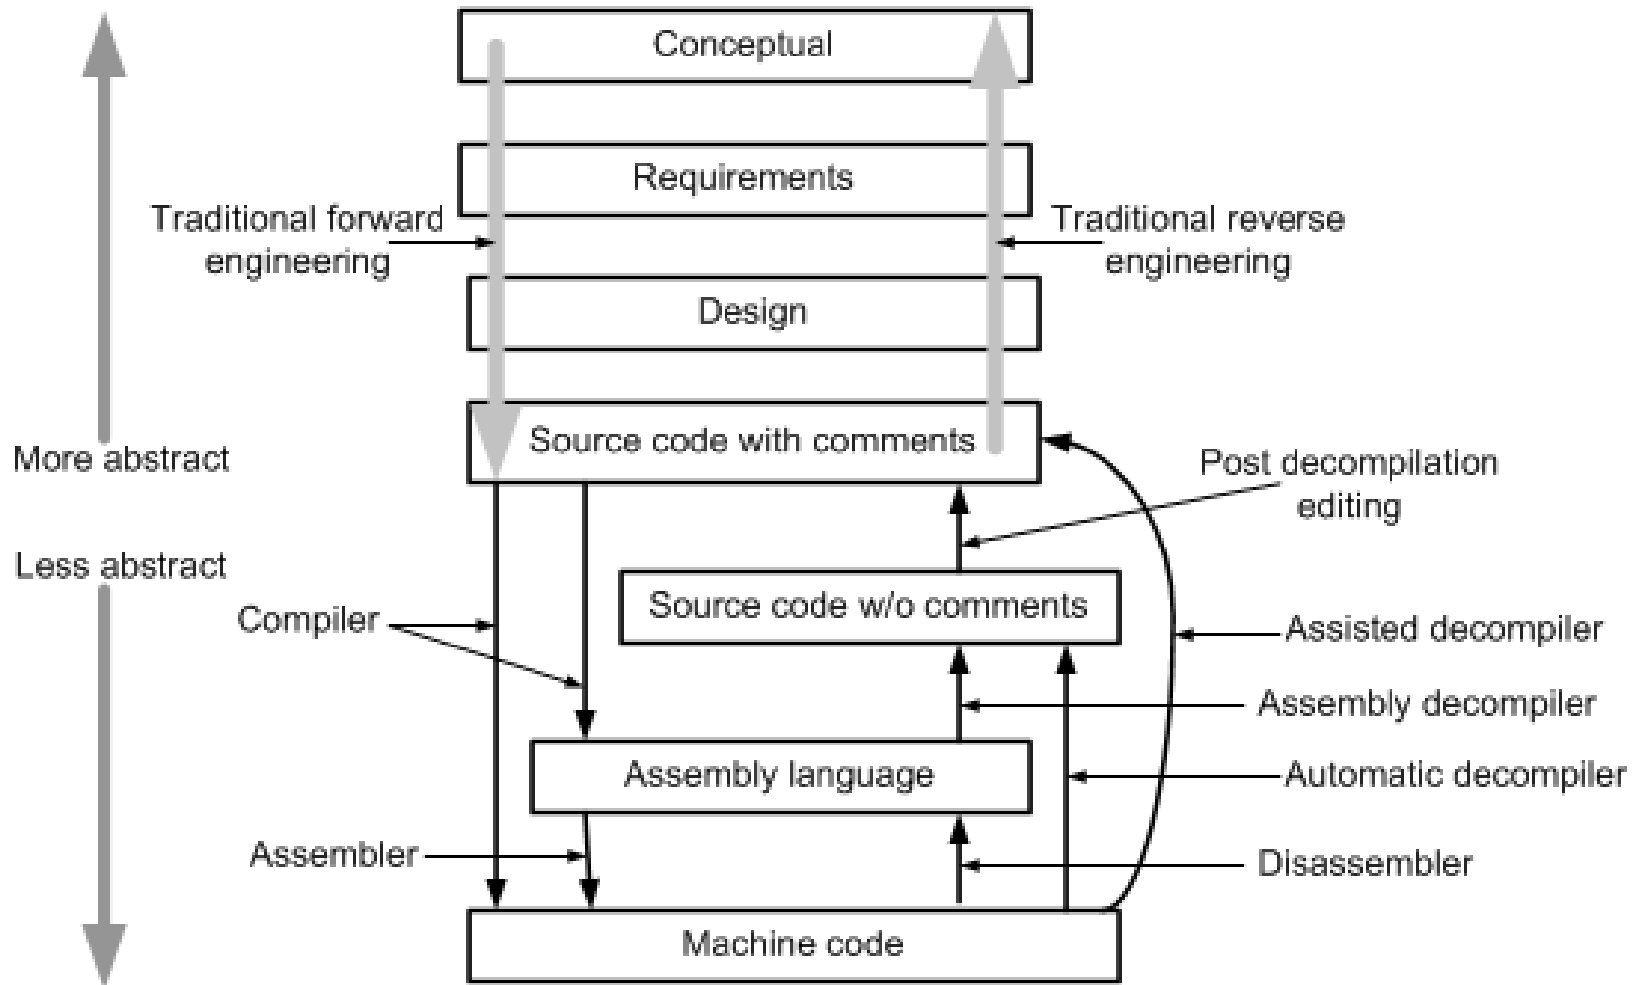 Conceptual
Requirements
Traditional forward
engineering
Traditional reverse
engineering
Design
Source code with comments
More abstract
Post decompilation
editing
Less abstract
Source code w/o comments
Compiler
Assisted decompiler
Assembly decompiler
Assembly language
Automatic decompiler
Assembler
Disassembler
Machine code